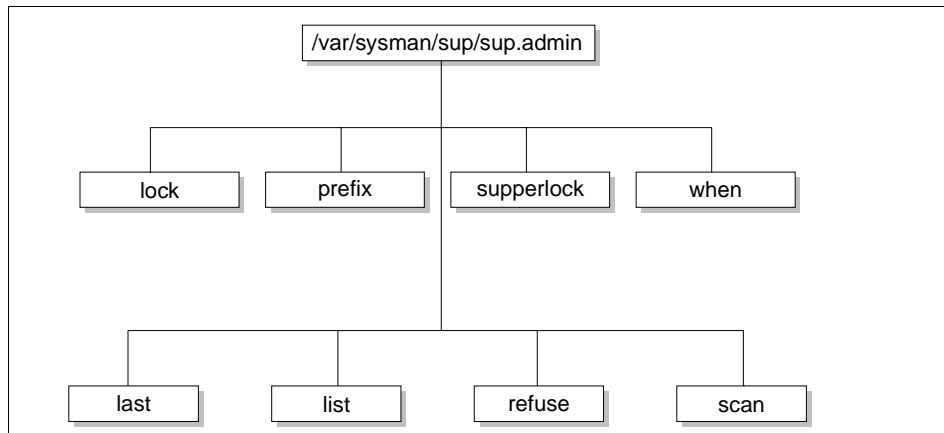 /var/sysman/sup/sup.admin
lock
prefix
supperlock
when
last
list
refuse
scan